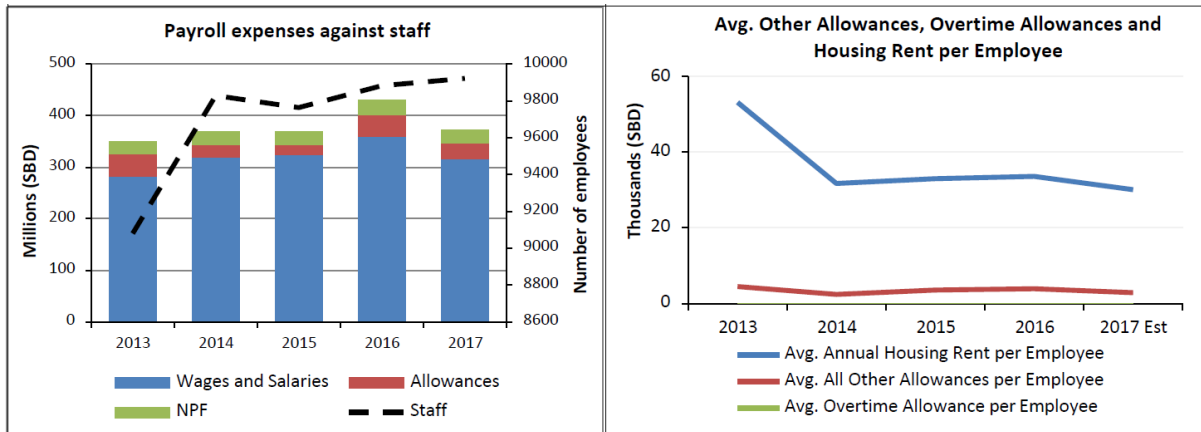 Payroll expenses against staff
Millions (SBD)
500
400
300
200
100
0
10000
9800
9600
9400
9200
9000
8800
8600
Number of employees
2013 2014 2015 2016 2017
Wages and Salaries Allowances
NPF Staff
Avg. Other Allowances, Overtime Allowances and
Housing Rent per Employee
Thousands (SBD)
60
40
20
0
2013 2014 2015 2016 2017 Est
Avg. Annual Housing Rent per Employee
Avg. All Other Allowances per Employee
Avg. Overtime Allowance per Employee